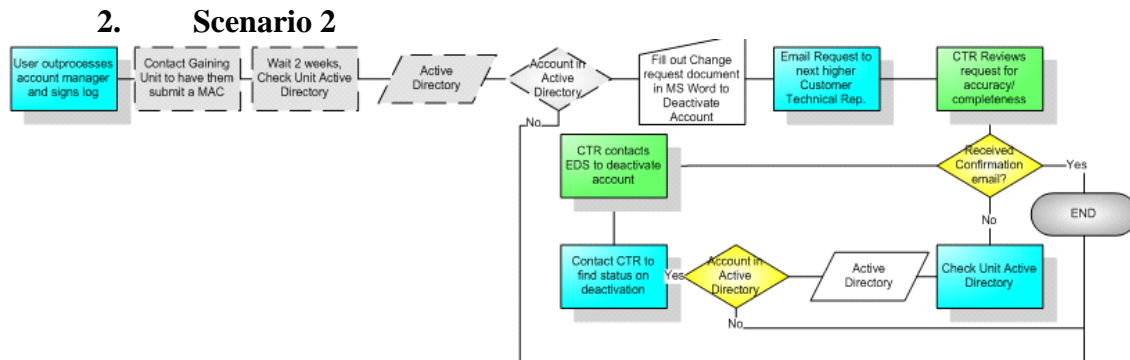 2. Scenario 2
User outprocesses
account manager
and signs log
Contact Gaining
Unit to have them
submit a MAC
Wait 2 weeks,
Check Unit Active
Directory
Active
Directory
Account in
Active
Directory
No
Fill out Change
request document
in MS Word to
Deactivate
Account
Email Request to
next higher
Customer
Technical Rep.
CTR Reviews
request for
accuracy/
completeness
CTR contacts
EDS to deactivate
account
Received
Confirmation
email?
Yes
No
END
Contact CTR to
find status on
deactivation
Yes
Account in
Active
Directory
No
Active
Directory
Check Unit Active
Directory